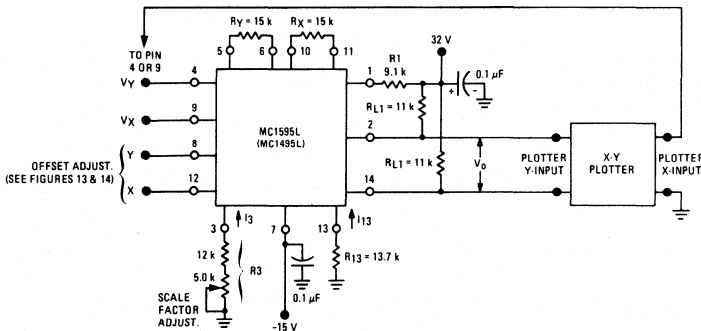 RY = 15 k
RX = 15 k
TO PIN
4 OR 9
5
6
10
11
VY
4
VX
9
Y
8
X
12
OFFSET ADJUST.
(SEE FIGURES 13 & 14)
MC1595L
(MC1495L)
1
R1
9.1 k
32 V
0.1 µF
+
-
RL1 = 11 k
2
RL1 = 11 k
14
Vo
PLOTTER
Y-INPUT
X-Y
PLOTTER
PLOTTER
X-INPUT
3
I3
7
13
I13
12 k
5.0 k
R3
SCALE
FACTOR
ADJUST.
0.1 µF
-15 V
R13 = 13.7 k